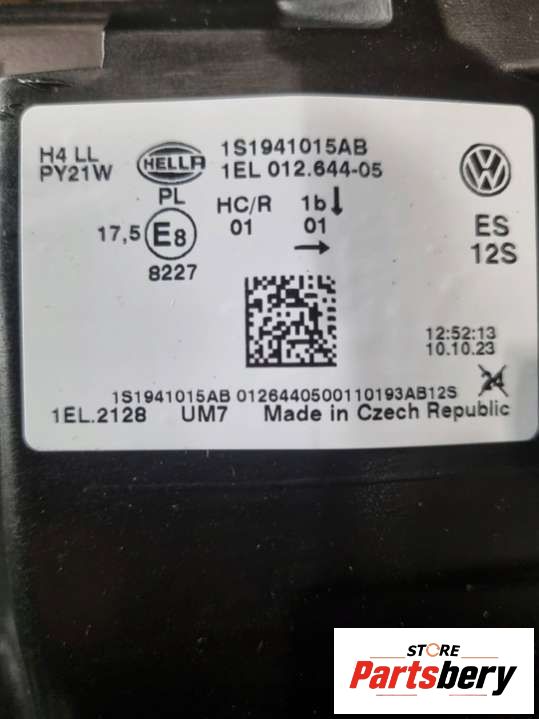 H4 LL
PY21W
HELLA
1S1941015AB
1EL 012.644-05
PL
17,5
E8
8227
HC/R 1b
01 01
ES
12S
12:52:13
10.10.23
1S1941015AB 0126440500110193AB12S
24
1EL.2128 UM7 Made in Czech Republic
STORE
Partsbery